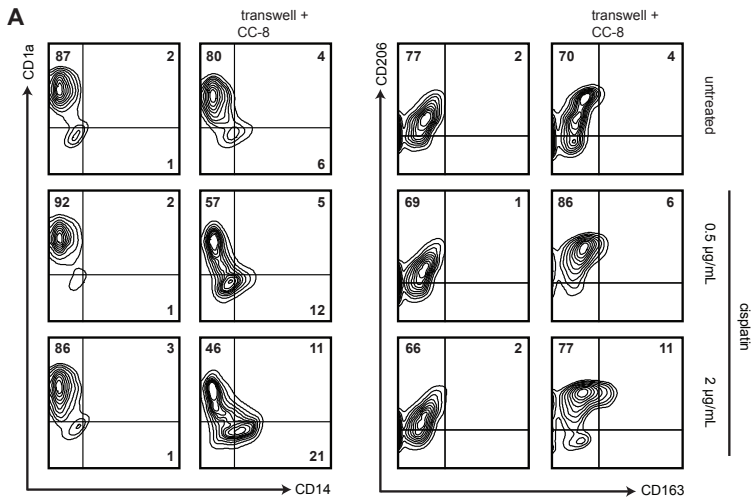 A
transwell +
CC-8
transwell +
CC-8
CD1a
CD206
87 2
1
80 4
6
77 2
70 4
untreated
92 2
1
57 5
12
69 1
86 6
0.5 µg/mL
86 3
1
46 11
21
66 2
77 11
2 µg/mL
cisplatin
CD14
CD163